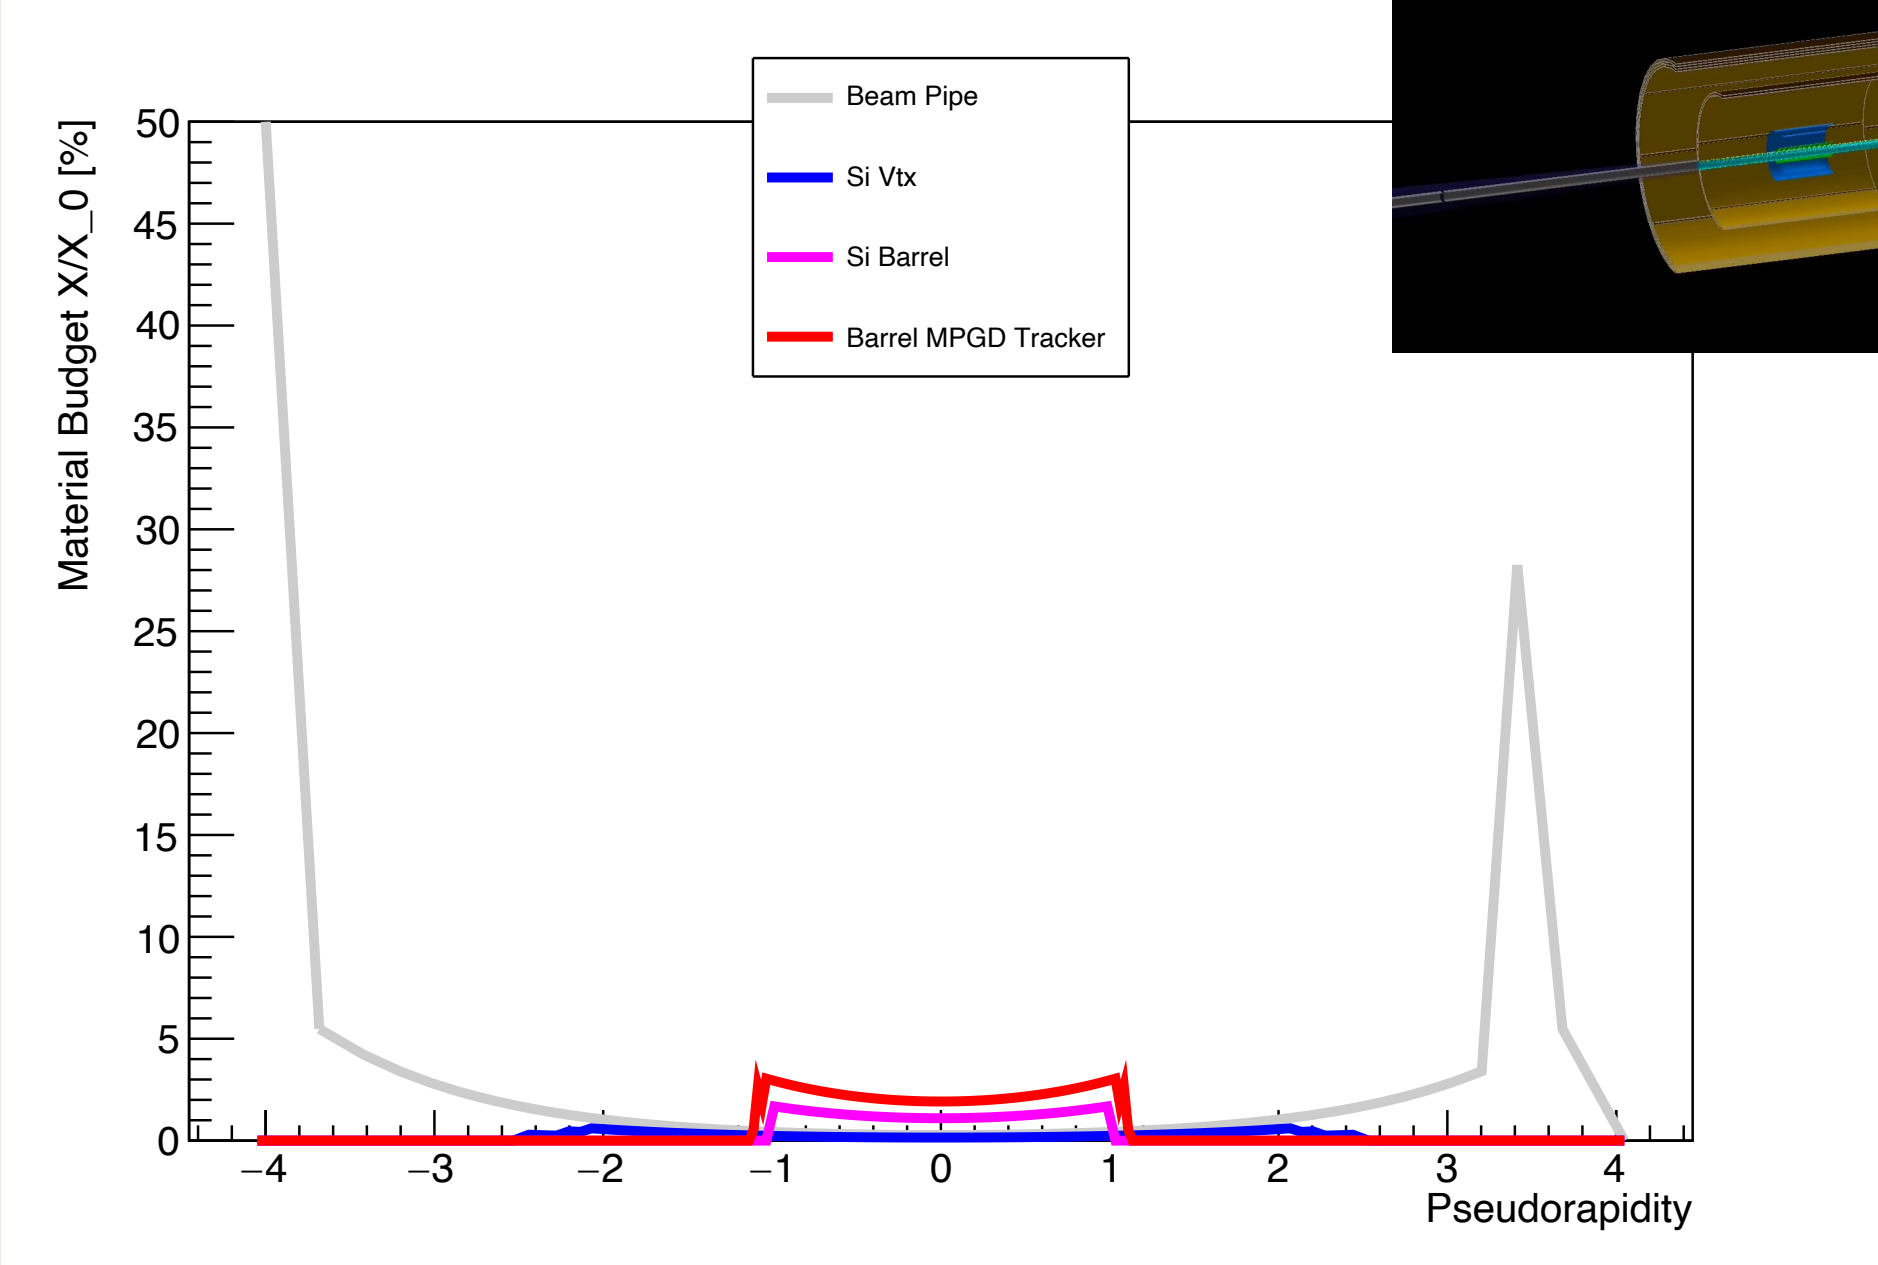 Beam Pipe
Si Vtx
Si Barrel
Barrel MPGD Tracker
Material Budget X/X_0 [%]
50
45
40
35
30
25
20
15
10
5
0
−4 −3 −2 −1 0 1 2 3 4
Pseudorapidity